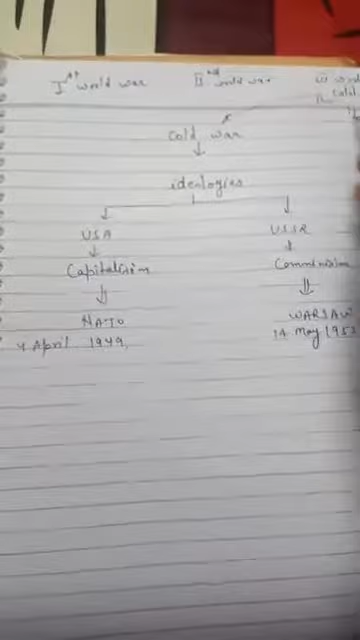 Ist world war IInd world war
cold war
ideologies
USA USSR
Capitalism Communism
NATO WARSAW
4 April 1949, 14 May 1955